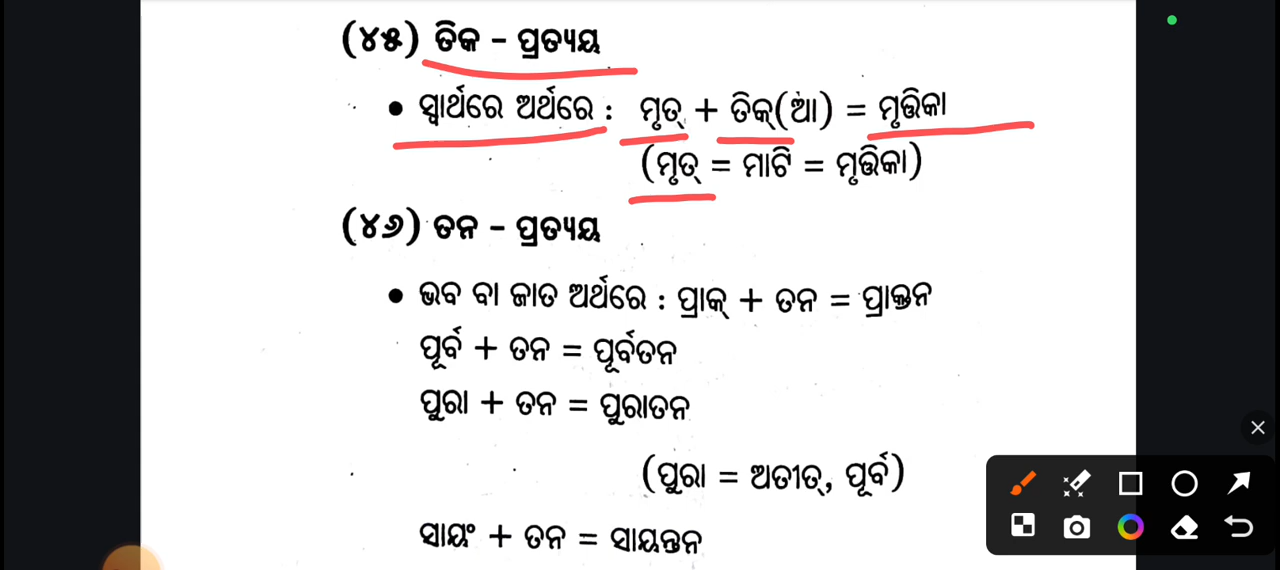 (୪୫) ତିକ - ପ୍ରତ୍ୟୟ
• ସ୍ୱାର୍ଥରେ ଅର୍ଥରେ : ମୃତ୍ + ତିକ୍(ଆ) = ମୃତ୍ତିକା
(ମୃତ୍ = ମାଟି = ମୃତ୍ତିକା)
(୪୬) ତନ - ପ୍ରତ୍ୟୟ
• ଭବ ବା ଜାତ ଅର୍ଥରେ : ପ୍ରାକ୍ + ତନ = ପ୍ରାକ୍ତନ
ପୂର୍ବ + ତନ = ପୂର୍ବତନ
ପୁରା + ତନ = ପୁରାତନ
(ପୁରା = ଅତୀତ୍, ପୂର୍ବ)
ସାୟଂ + ତନ = ସାୟନ୍ତନ